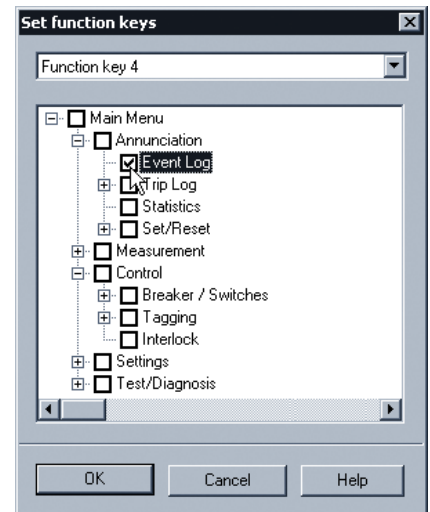 Set function keys
Function key 4
Main Menu
Annunciation
Event Log
Trip Log
Statistics
Set/Reset
Measurement
Control
Breaker / Switches
Tagging
Interlock
Settings
Test/Diagnosis
OK Cancel Help